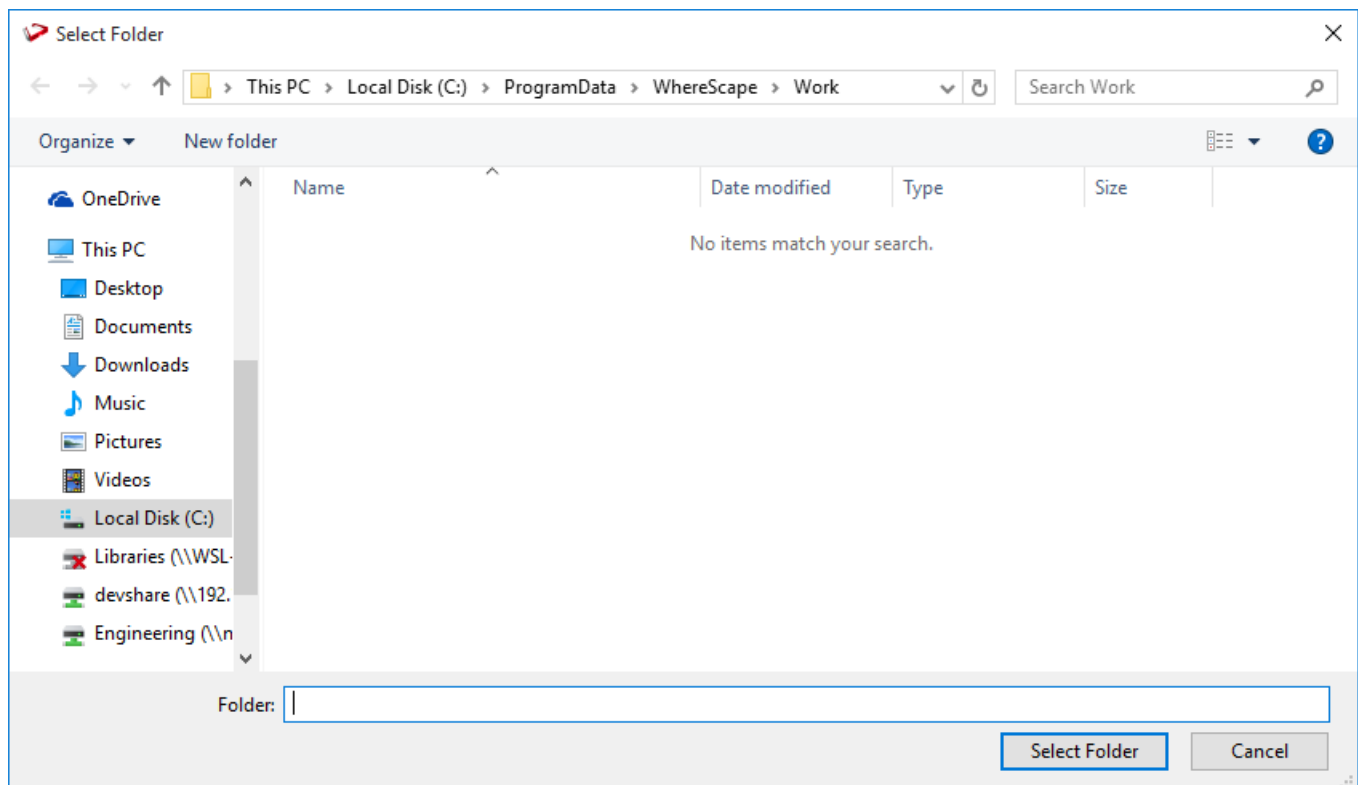 Select Folder
This PC > Local Disk (C:) > ProgramData > WhereScape > Work
Search Work
Organize
New folder
?
Name
Date modified
Type
Size
No items match your search.
OneDrive
This PC
Desktop
Documents
Downloads
Music
Pictures
Videos
Local Disk (C:)
Libraries (\\WSL-
devshare (\\192.
Engineering (\\n
Folder:
Select Folder
Cancel